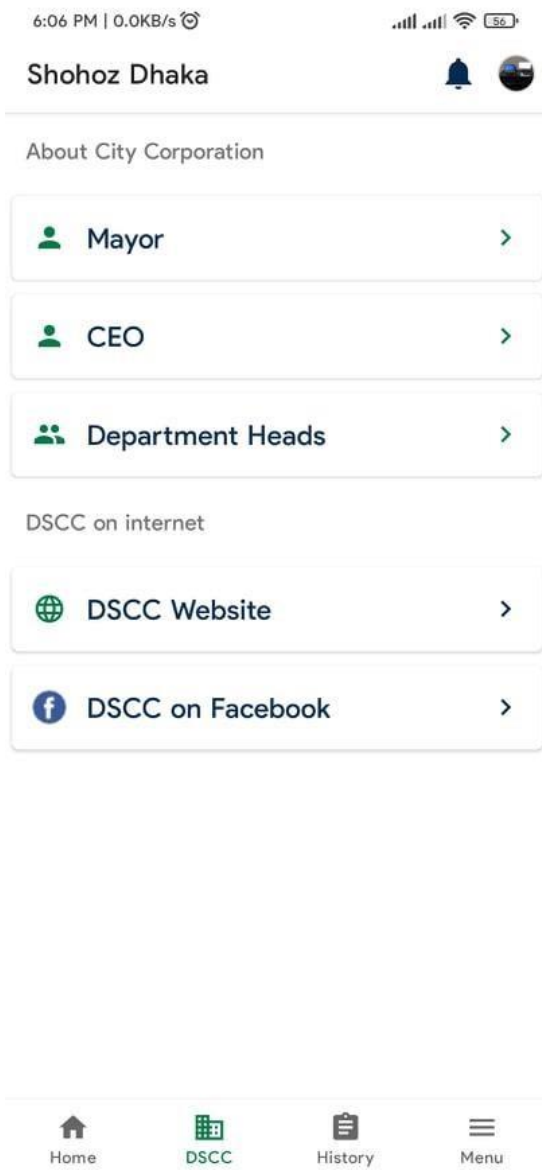 6:06 PM | 0.0KB/s
56
Shohoz Dhaka
About City Corporation
Mayor
CEO
Department Heads
DSCC on internet
DSCC Website
f DSCC on Facebook
Home DSCC History Menu